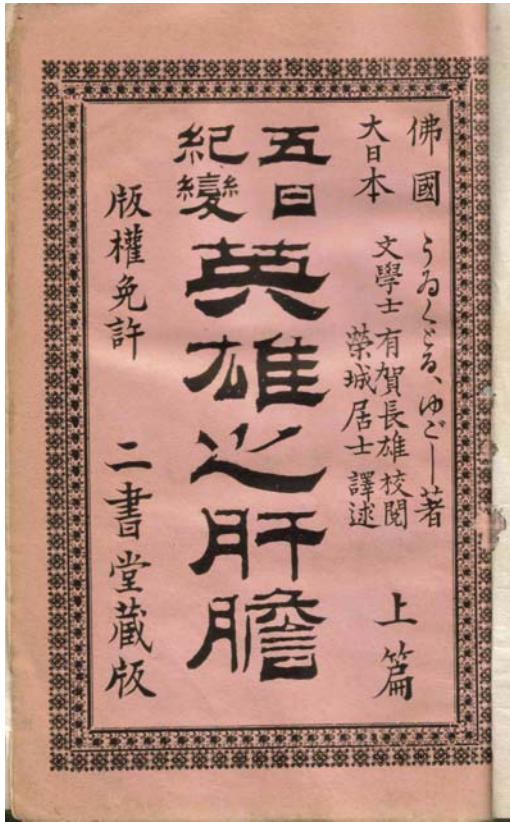 佛國 うゐくどる、ゆごー著
大日本 文學士 有賀長雄 校閲
榮城居士 譯述
上篇
五日
紀變
英雄之肝膽
版權免許 二書堂藏版